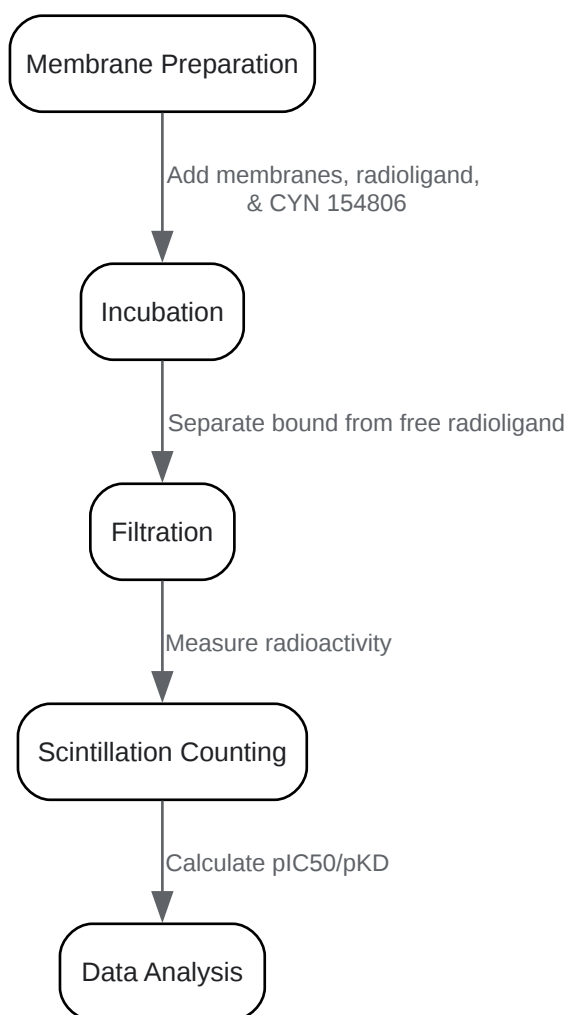 Membrane Preparation
Add membranes, radioligand,
& CYN 154806
Incubation
Separate bound from free radioligand
Filtration
Measure radioactivity
Scintillation Counting
Calculate pIC50/pKD
Data Analysis